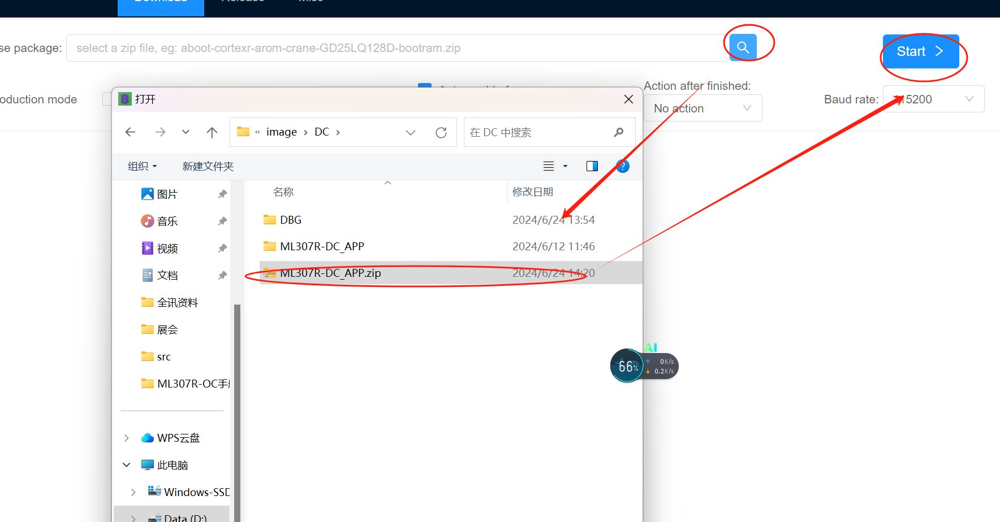 Download Release Misc
se package: select a zip file, eg: aboot-cortexr-arom-crane-GD25LQ128D-bootram.zip
Start
Action after finished:
oduction mode
No action
Baud rate: 115200
打开
« image › DC ›
在 DC 中搜索
组织 新建文件夹
名称 修改日期
DBG 2024/6/24 13:54
ML307R-DC_APP 2024/6/12 11:46
ML307R-DC_APP.zip 2024/6/24 14:20
图片
音乐
视频
文档
全讯资料
展会
src
ML307R-OC手
WPS云盘
此电脑
Windows-SSD
Data (D:)
AI
66%
0K/s
0.2K/s